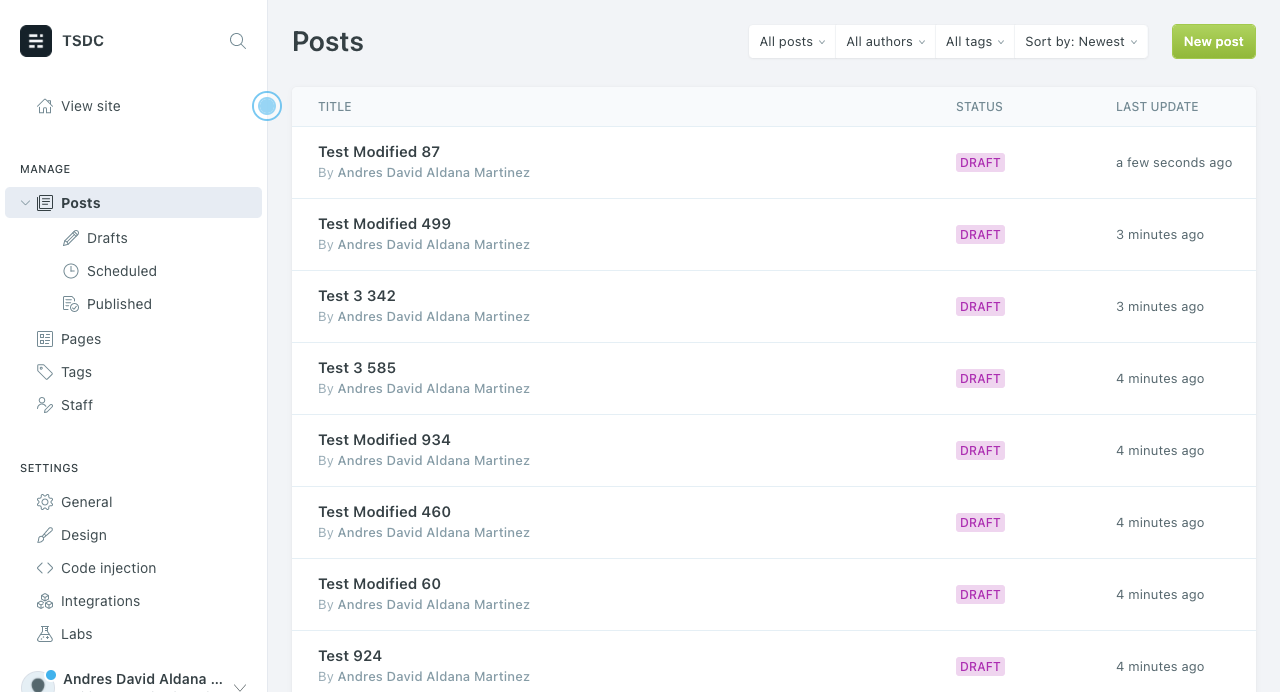 TSDC
View site
MANAGE
Posts
Drafts
Scheduled
Published
Pages
Tags
Staff
SETTINGS
General
Design
Code injection
Integrations
Labs
Andres David Aldana ...
Posts
All posts
All authors
All tags
Sort by: Newest
New post
TITLE STATUS LAST UPDATE
Test Modified 87
By Andres David Aldana Martinez
DRAFT
a few seconds ago
Test Modified 499
By Andres David Aldana Martinez
DRAFT
3 minutes ago
Test 3 342
By Andres David Aldana Martinez
DRAFT
3 minutes ago
Test 3 585
By Andres David Aldana Martinez
DRAFT
4 minutes ago
Test Modified 934
By Andres David Aldana Martinez
DRAFT
4 minutes ago
Test Modified 460
By Andres David Aldana Martinez
DRAFT
4 minutes ago
Test Modified 60
By Andres David Aldana Martinez
DRAFT
4 minutes ago
Test 924
By Andres David Aldana Martinez
DRAFT
4 minutes ago